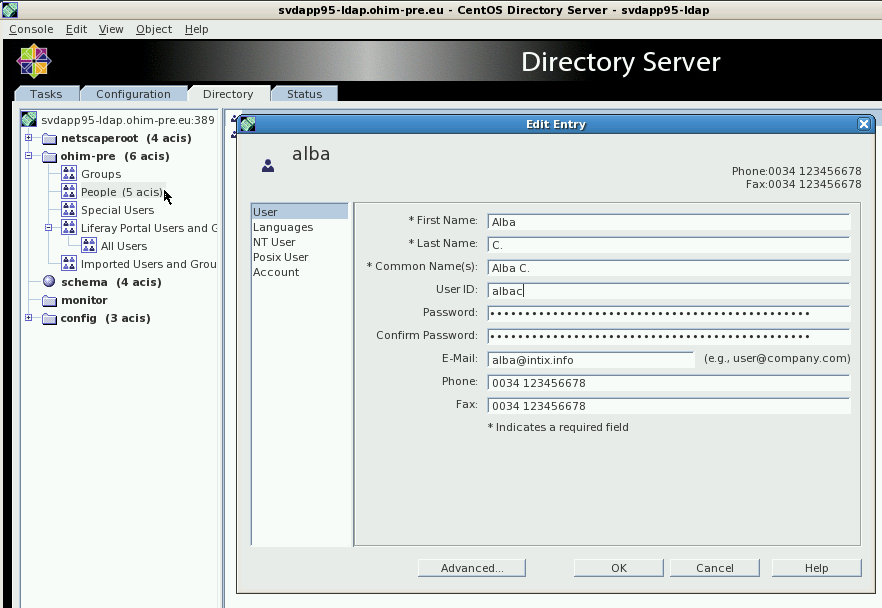 svdapp95-ldap.ohim-pre.eu - CentOS Directory Server - svdapp95-ldap
Console Edit View Object Help
Directory Server
Tasks Configuration Directory Status
svdapp95-ldap.ohim-pre.eu:389
netscaperoot (4 acis)
ohim-pre (6 acis)
Groups
People (5 acis)
Special Users
Liferay Portal Users and G
All Users
Imported Users and Grou
schema (4 acis)
monitor
config (3 acis)
Edit Entry
alba
Phone:0034 123456678
Fax:0034 123456678
User
Languages
NT User
Posix User
Account
* First Name: Alba
* Last Name: C.
* Common Name(s): Alba C.
User ID: albac
Password:
Confirm Password:
E-Mail: alba@intix.info (e.g., user@company.com)
Phone: 0034 123456678
Fax: 0034 123456678
* Indicates a required field
Advanced... OK Cancel Help